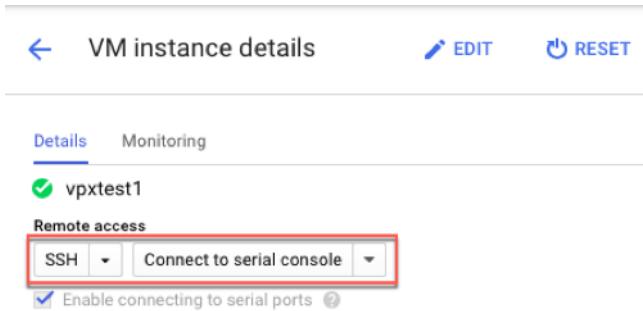 VM instance details EDIT RESET
Details Monitoring
vpxtest1
Remote access
SSH Connect to serial console
Enable connecting to serial ports ?